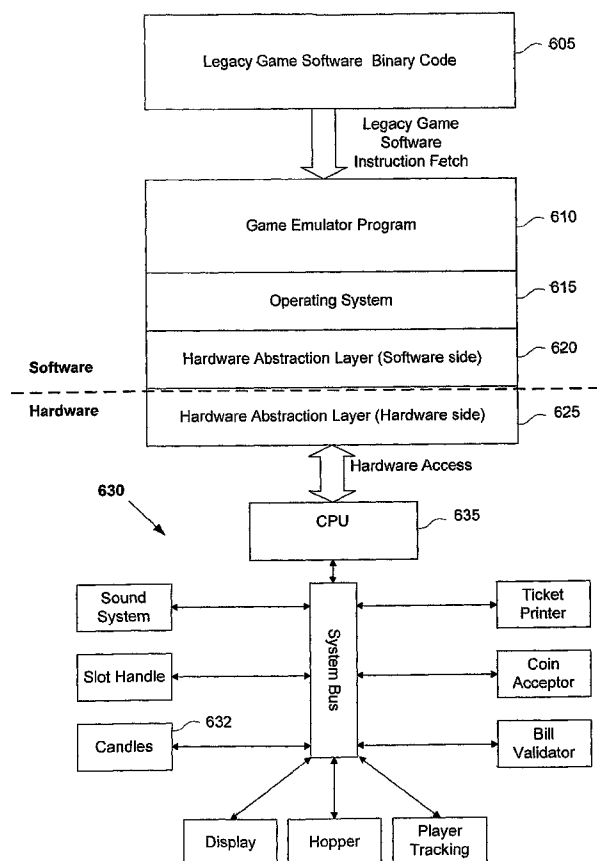 Legacy Game Software Binary Code
605
Legacy Game
Software
Instruction Fetch
Game Emulator Program
610
Operating System
615
Hardware Abstraction Layer (Software side)
620
Software
Hardware
Hardware Abstraction Layer (Hardware side)
625
Hardware Access
630
CPU
635
Sound
System
System Bus
Ticket
Printer
Slot Handle
Coin
Acceptor
632
Candles
Bill
Validator
Display
Hopper
Player
Tracking